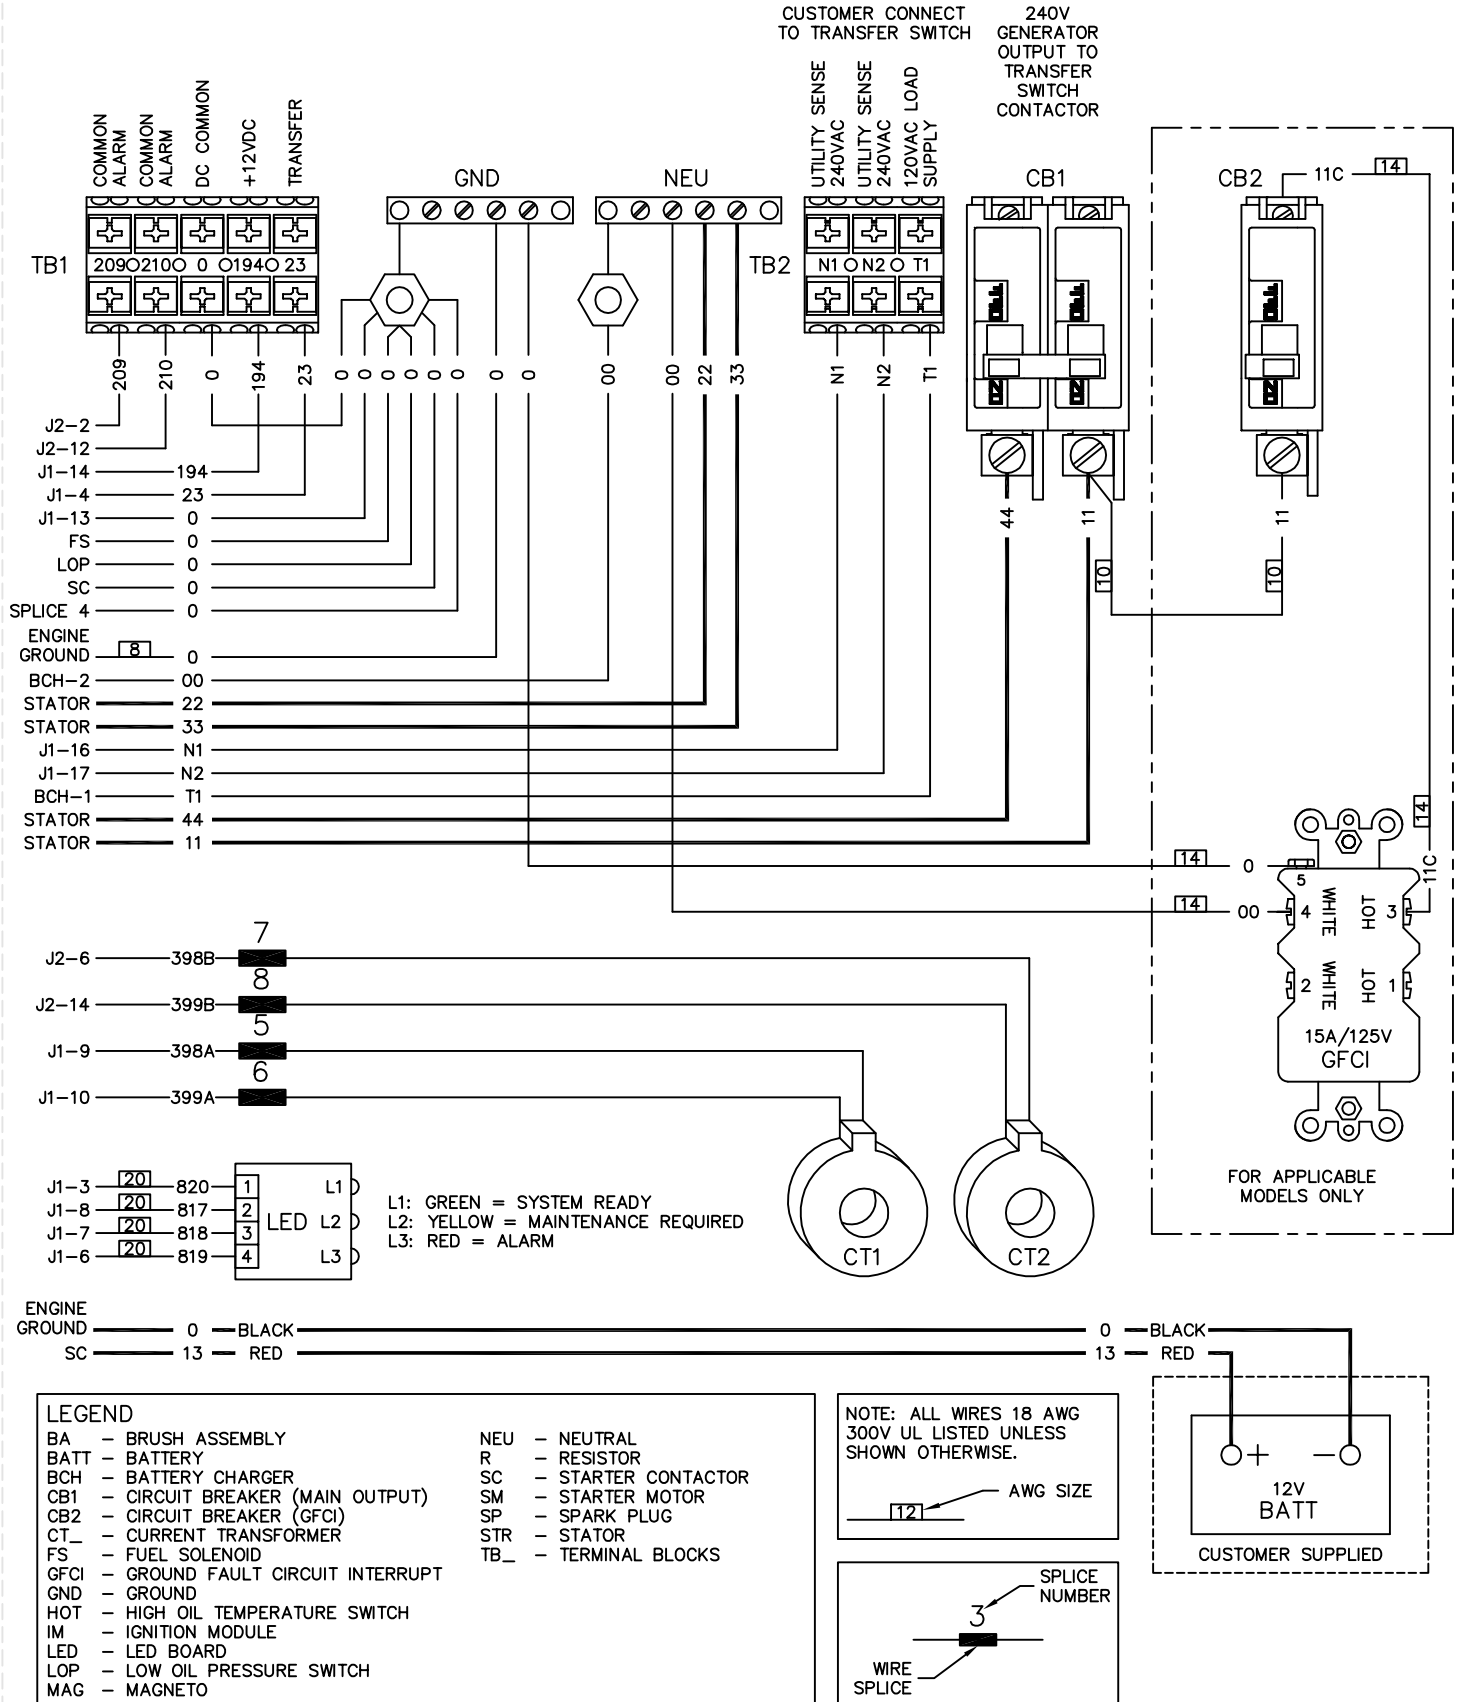 CUSTOMER CONNECT
TO TRANSFER SWITCH
240V
GENERATOR
OUTPUT TO
TRANSFER
SWITCH
CONTACTOR
COMMON
ALARM
COMMON
ALARM
DC COMMON
+12VDC
TRANSFER
UTILITY SENSE
240VAC
UTILITY SENSE
240VAC
120VAC LOAD
SUPPLY
GND
NEU
CB1
CB2
11C
14
TB1
209
210
0
194
23
TB2
N1
N2
T1
209
210
0
194
23
0
0
0
0
0
0
0
0
00
00
22
33
N1
N2
T1
J2-2
J2-12
J1-14
194
J1-4
23
J1-13
0
FS
0
LOP
0
SC
0
SPLICE 4
0
44
11
11
10
10
ENGINE
GROUND
8
0
BCH-2
00
STATOR
22
STATOR
33
J1-16
N1
J1-17
N2
BCH-1
T1
STATOR
44
STATOR
11
14
11C
14
0
14
00
5
4
WHITE
HOT
3
2
WHITE
HOT
1
15A/125V
GFCI
FOR APPLICABLE
MODELS ONLY
7
J2-6
398B
8
J2-14
399B
5
J1-9
398A
6
J1-10
399A
CT1
CT2
J1-3
20
820
1
L1
J1-8
20
817
2
LED
L2
J1-7
20
818
3
J1-6
20
819
4
L3
L1: GREEN = SYSTEM READY
L2: YELLOW = MAINTENANCE REQUIRED
L3: RED = ALARM
ENGINE
GROUND
0
BLACK
0
BLACK
SC
13
RED
13
RED
+
-
12V
BATT
CUSTOMER SUPPLIED
LEGEND
BA - BRUSH ASSEMBLY
BATT - BATTERY
BCH - BATTERY CHARGER
CB1 - CIRCUIT BREAKER (MAIN OUTPUT)
CB2 - CIRCUIT BREAKER (GFCI)
CT_ - CURRENT TRANSFORMER
FS - FUEL SOLENOID
GFCI - GROUND FAULT CIRCUIT INTERRUPT
GND - GROUND
HOT - HIGH OIL TEMPERATURE SWITCH
IM - IGNITION MODULE
LED - LED BOARD
LOP - LOW OIL PRESSURE SWITCH
MAG - MAGNETO
NEU - NEUTRAL
R - RESISTOR
SC - STARTER CONTACTOR
SM - STARTER MOTOR
SP - SPARK PLUG
STR - STATOR
TB_ - TERMINAL BLOCKS
NOTE: ALL WIRES 18 AWG
300V UL LISTED UNLESS
SHOWN OTHERWISE.
AWG SIZE
12
SPLICE
NUMBER
3
WIRE
SPLICE